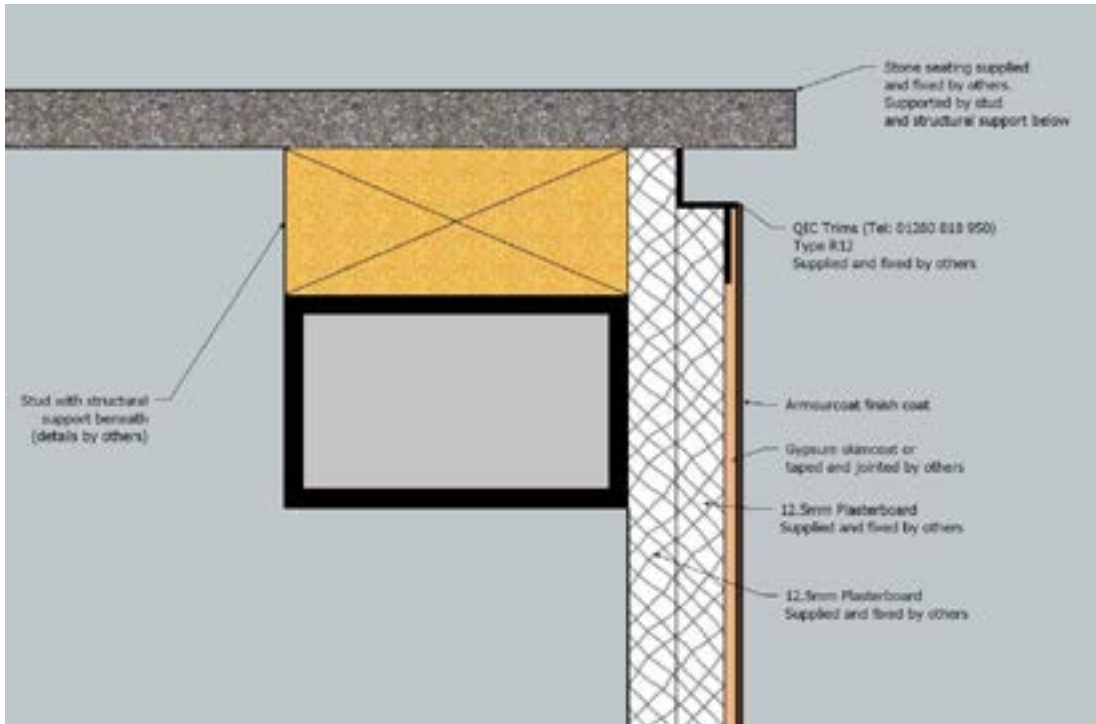 Stone seating supplied
and fixed by others.
Supported by stud
and structural support below
QIC Trims (Tel: 01280 818 950)
Type R12
Supplied and fixed by others
Stud with structural
support beneath
(details by others)
Armourcoat finish coat
Gypsum skimcoat or
taped and jointed by others
12.5mm Plasterboard
Supplied and fixed by others
12.5mm Plasterboard
Supplied and fixed by others